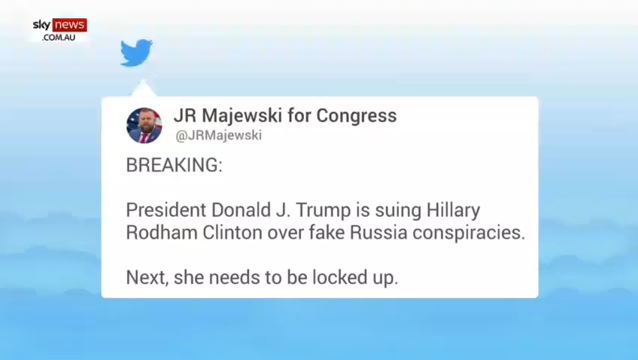 sky news
.COM.AU
JR Majewski for Congress
@JRMajewski
BREAKING:
President Donald J. Trump is suing Hillary
Rodham Clinton over fake Russia conspiracies.
Next, she needs to be locked up.